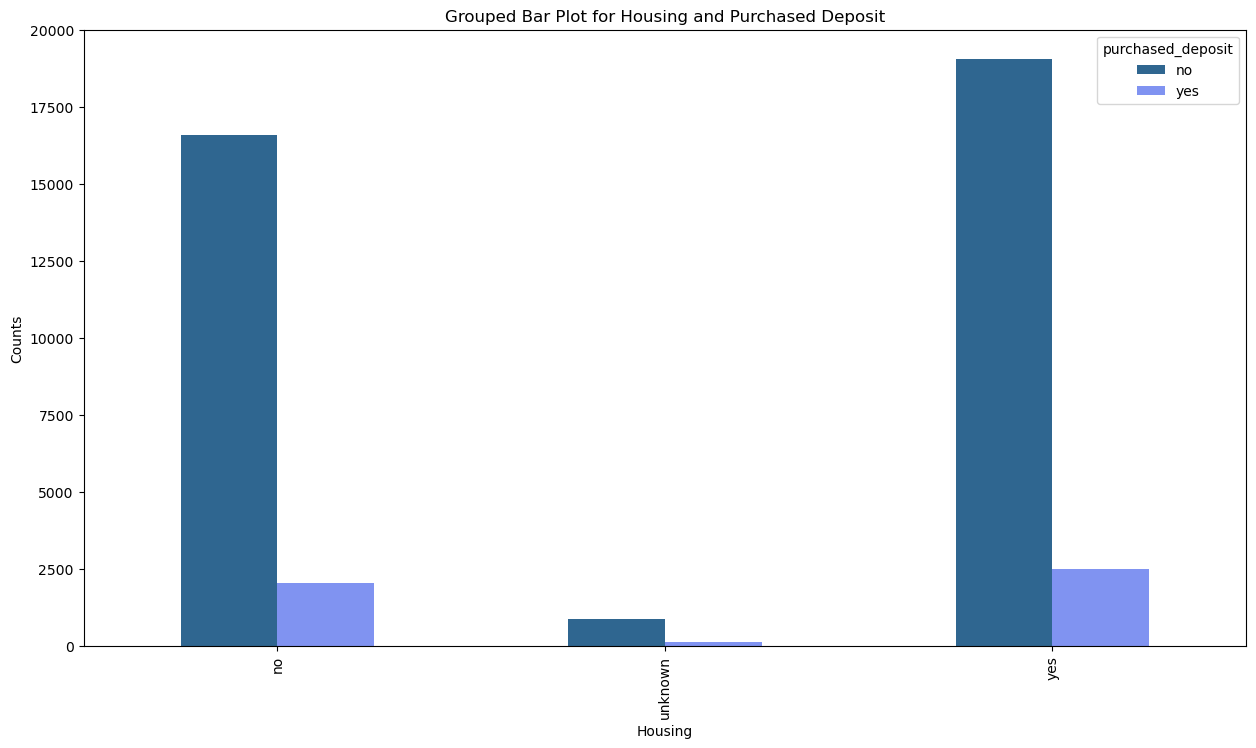 Grouped Bar Plot for Housing and Purchased Deposit
20000
17500
15000
12500
10000
7500
5000
2500
0
Counts
purchased_deposit
no
yes
no
unknown
yes
Housing